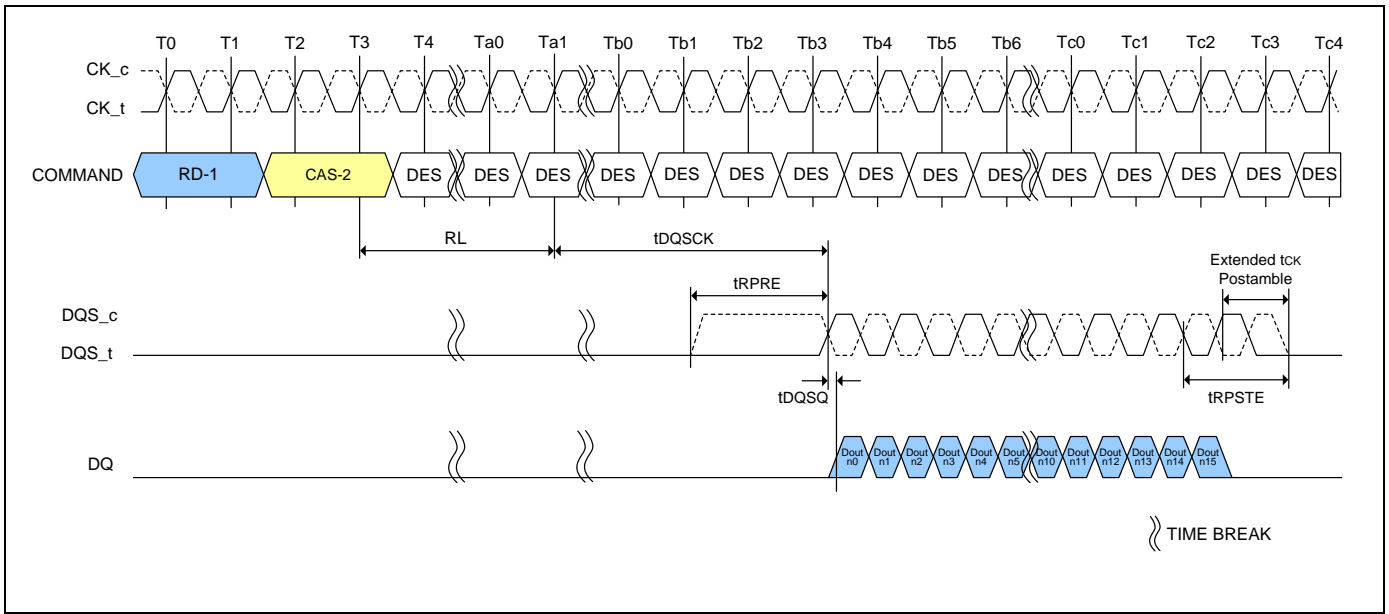 T0 T1 T2 T3 T4 Ta0 Ta1 Tb0 Tb1 Tb2 Tb3 Tb4 Tb5 Tb6 Tc0 Tc1 Tc2 Tc3 Tc4
CK_c
CK_t
COMMAND RD-1 CAS-2 DES DES DES DES DES DES DES DES DES DES DES DES DES DES DES
RL tDQSCK
Extended tCK
Postamble
tRPRE
DQS_c
DQS_t
tDQSQ tRPSTE
DQ
Dout Dout Dout Dout Dout Dout Dout Dout Dout Dout Dout Dout
n0 n1 n2 n3 n4 n5 n10 n11 n12 n13 n14 n15
TIME BREAK